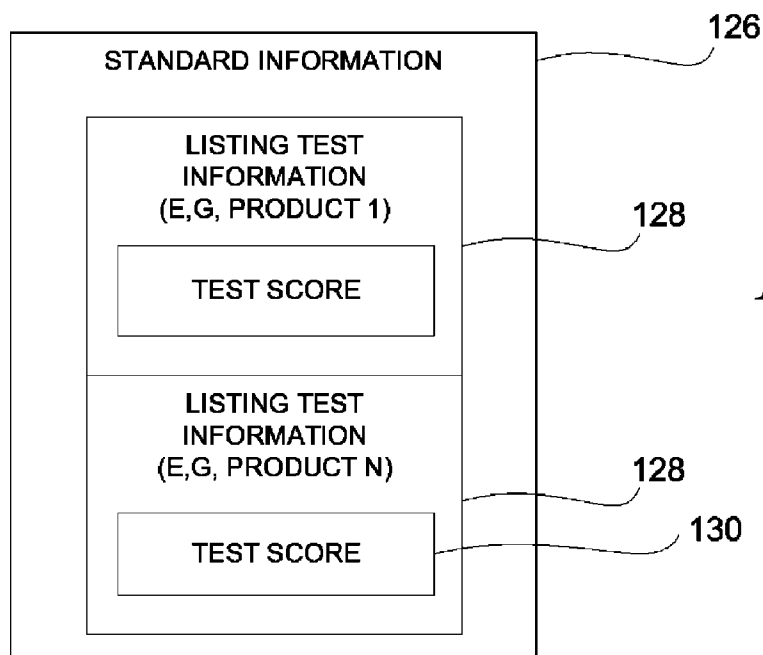 126
STANDARD INFORMATION
LISTING TEST
INFORMATION
(E,G, PRODUCT 1)
128
TEST SCORE
LISTING TEST
INFORMATION
(E,G, PRODUCT N)
128
TEST SCORE
130